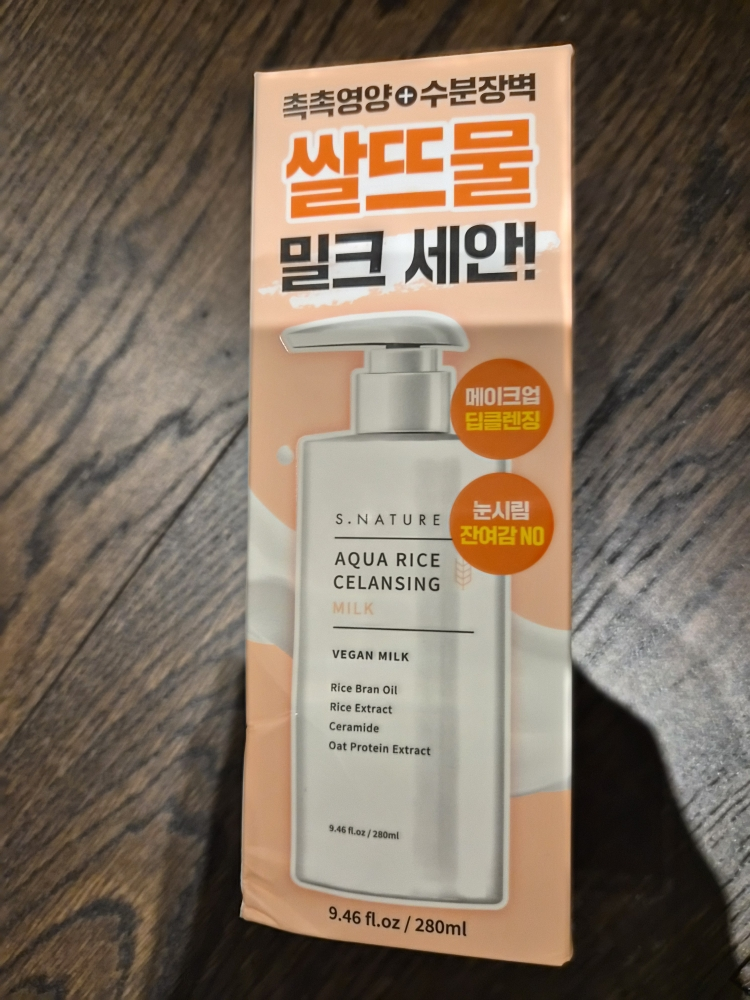 촉촉영양+수분장벽
쌀뜨물
밀크 세안!
메이크업
딥클렌징
눈시림
잔여감 NO
S.NATURE
AQUA RICE
CELANSING
MILK
VEGAN MILK
Rice Bran Oil
Rice Extract
Ceramide
Oat Protein Extract
9.46 fl.oz / 280ml
9.46 fl.oz / 280ml